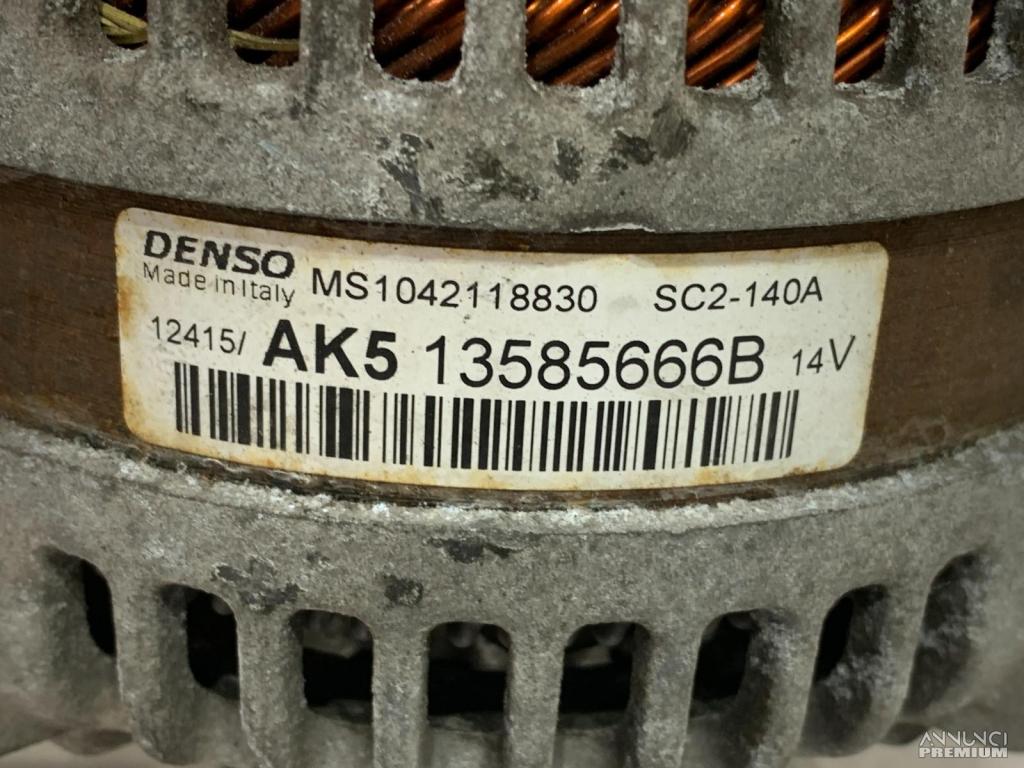 DENSO
Made in Italy MS1042118830 SC2-140A
12415/ AK5 13585666B 14V
ANNUNCI
PREMIUM